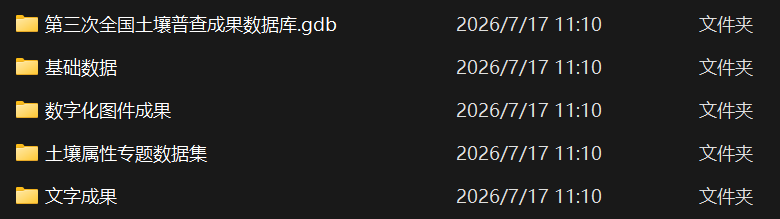 第三次全国土壤普查成果数据库.gdb 2026/7/17 11:10 文件夹
基础数据 2026/7/17 11:10 文件夹
数字化图件成果 2026/7/17 11:10 文件夹
土壤属性专题数据集 2026/7/17 11:10 文件夹
文字成果 2026/7/17 11:10 文件夹